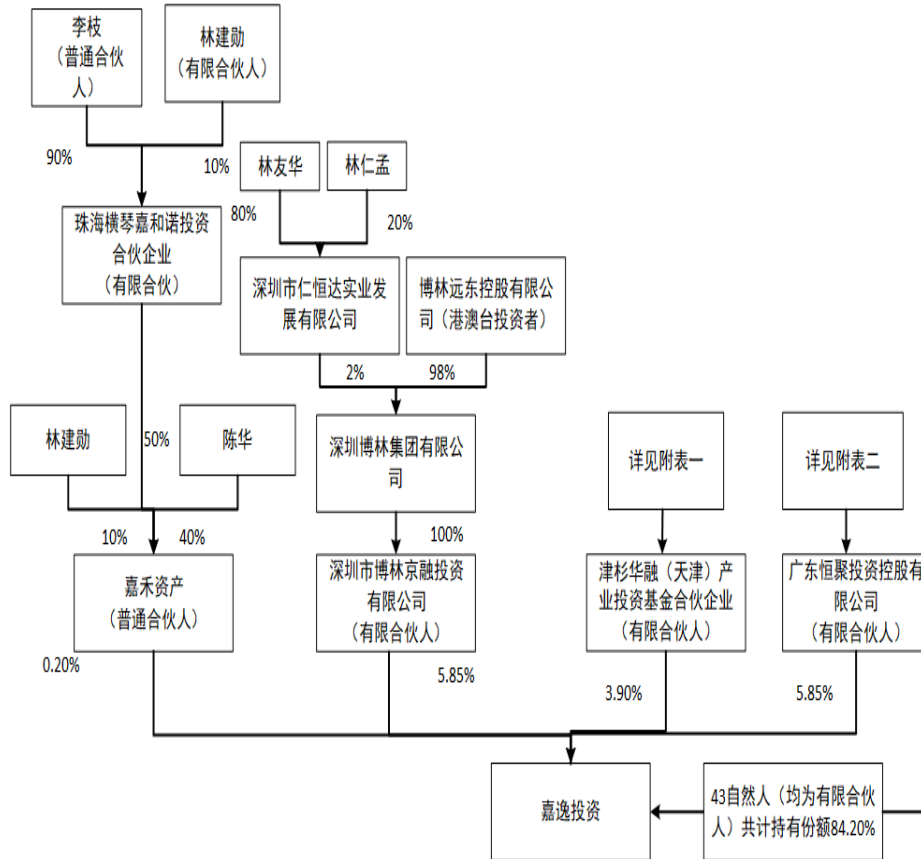 李枝
（普通合伙
人）
林建勋
（有限合伙人）
90%
10%
林友华
林仁孟
80%
20%
珠海横琴嘉和诺投资
合伙企业
（有限合伙）
深圳市仁恒达实业发
展有限公司
博林远东控股有限公
司（港澳台投资者）
2%
98%
林建勋
50%
陈华
深圳博林集团有限公
司
详见附表一
详见附表二
10%
40%
100%
嘉禾资产
（普通合伙人）
深圳市博林京融投资
有限公司
（有限合伙人）
津杉华融（天津）产
业投资基金合伙企业
（有限合伙人）
广东恒聚投资控股有
限公司
（有限合伙人）
0.20%
5.85%
3.90%
5.85%
嘉逸投资
43自然人（均为有限合伙
人）共计持有份额84.20%